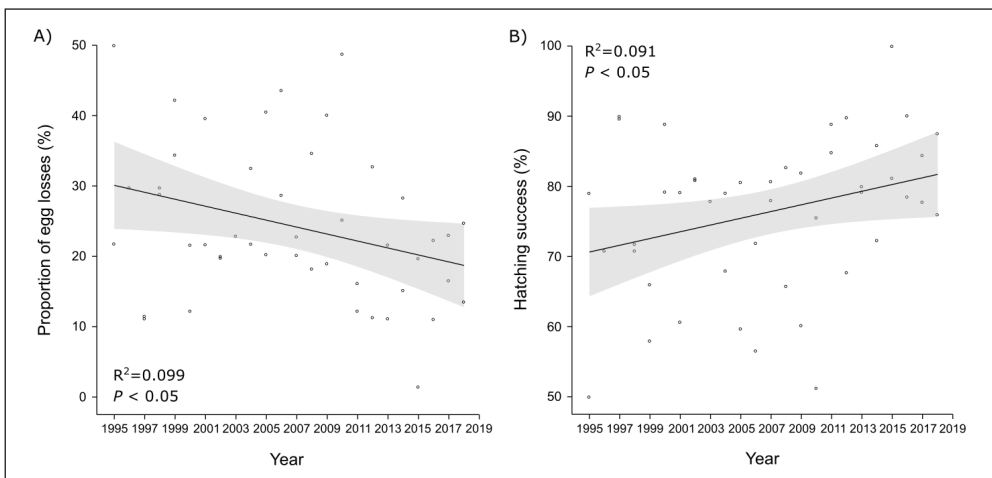 A)
50
40
30
20
10
0
Proportion of egg losses (%)
R²=0.099
P < 0.05
1995 1997 1999 2001 2003 2005 2007 2009 2011 2013 2015 2017 2019
Year
B)
100
90
80
70
60
50
Hatching success (%)
R²=0.091
P < 0.05
1995 1997 1999 2001 2003 2005 2007 2009 2011 2013 2015 2017 2019
Year